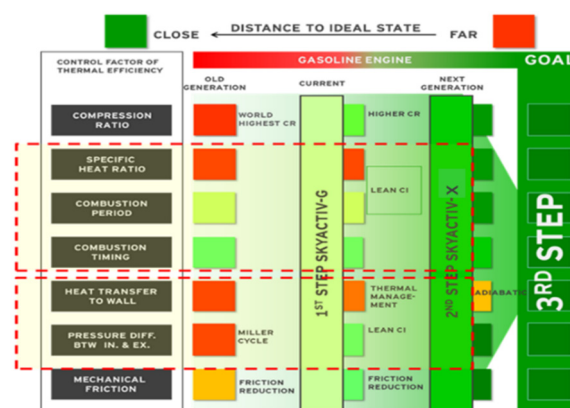 DISTANCE TO IDEAL STATE
CLOSE
FAR
CONTROL FACTOR OF
THERMAL EFFICIENCY
GASOLINE ENGINE
GOAL
OLD
GENERATION
CURRENT
NEXT
GENERATION
COMPRESSION
RATIO
WORLD
HIGHEST CR
HIGHER CR
SPECIFIC
HEAT RATIO
LEAN CI
COMBUSTION
PERIOD
COMBUSTION
TIMING
HEAT TRANSFER
TO WALL
THERMAL
MANAGE-
MENT
ADIABATIC
PRESSURE DIFF.
BTW IN. & EX.
MILLER
CYCLE
LEAN CI
MECHANICAL
FRICTION
FRICTION
REDUCTION
FRICTION
REDUCTION
1ST STEP SKYACTIV-G
2ND STEP SKYACTIV-X
3RD STEP